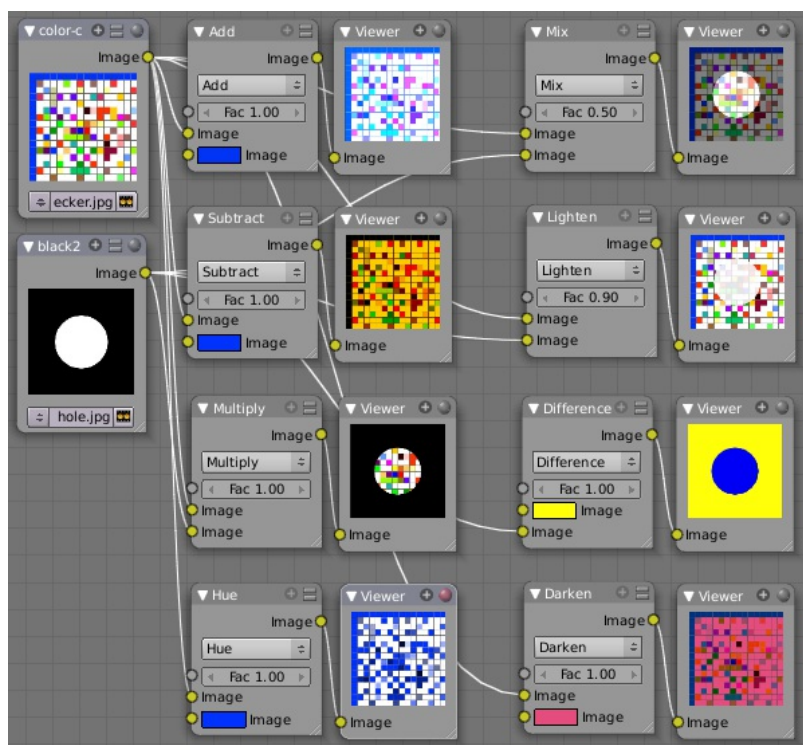 color-c
Image
ecker.jpg
black2
Image
hole.jpg
Add
Image
Add
Fac 1.00
Image
Image
Viewer
Image
Mix
Image
Mix
Fac 0.50
Image
Image
Viewer
Image
Subtract
Image
Subtract
Fac 1.00
Image
Image
Viewer
Image
Lighten
Image
Lighten
Fac 0.90
Image
Image
Viewer
Image
Multiply
Image
Multiply
Fac 1.00
Image
Image
Viewer
Image
Difference
Image
Difference
Fac 1.00
Image
Image
Viewer
Image
Hue
Image
Hue
Fac 1.00
Image
Image
Viewer
Image
Darken
Image
Darken
Fac 1.00
Image
Image
Viewer
Image